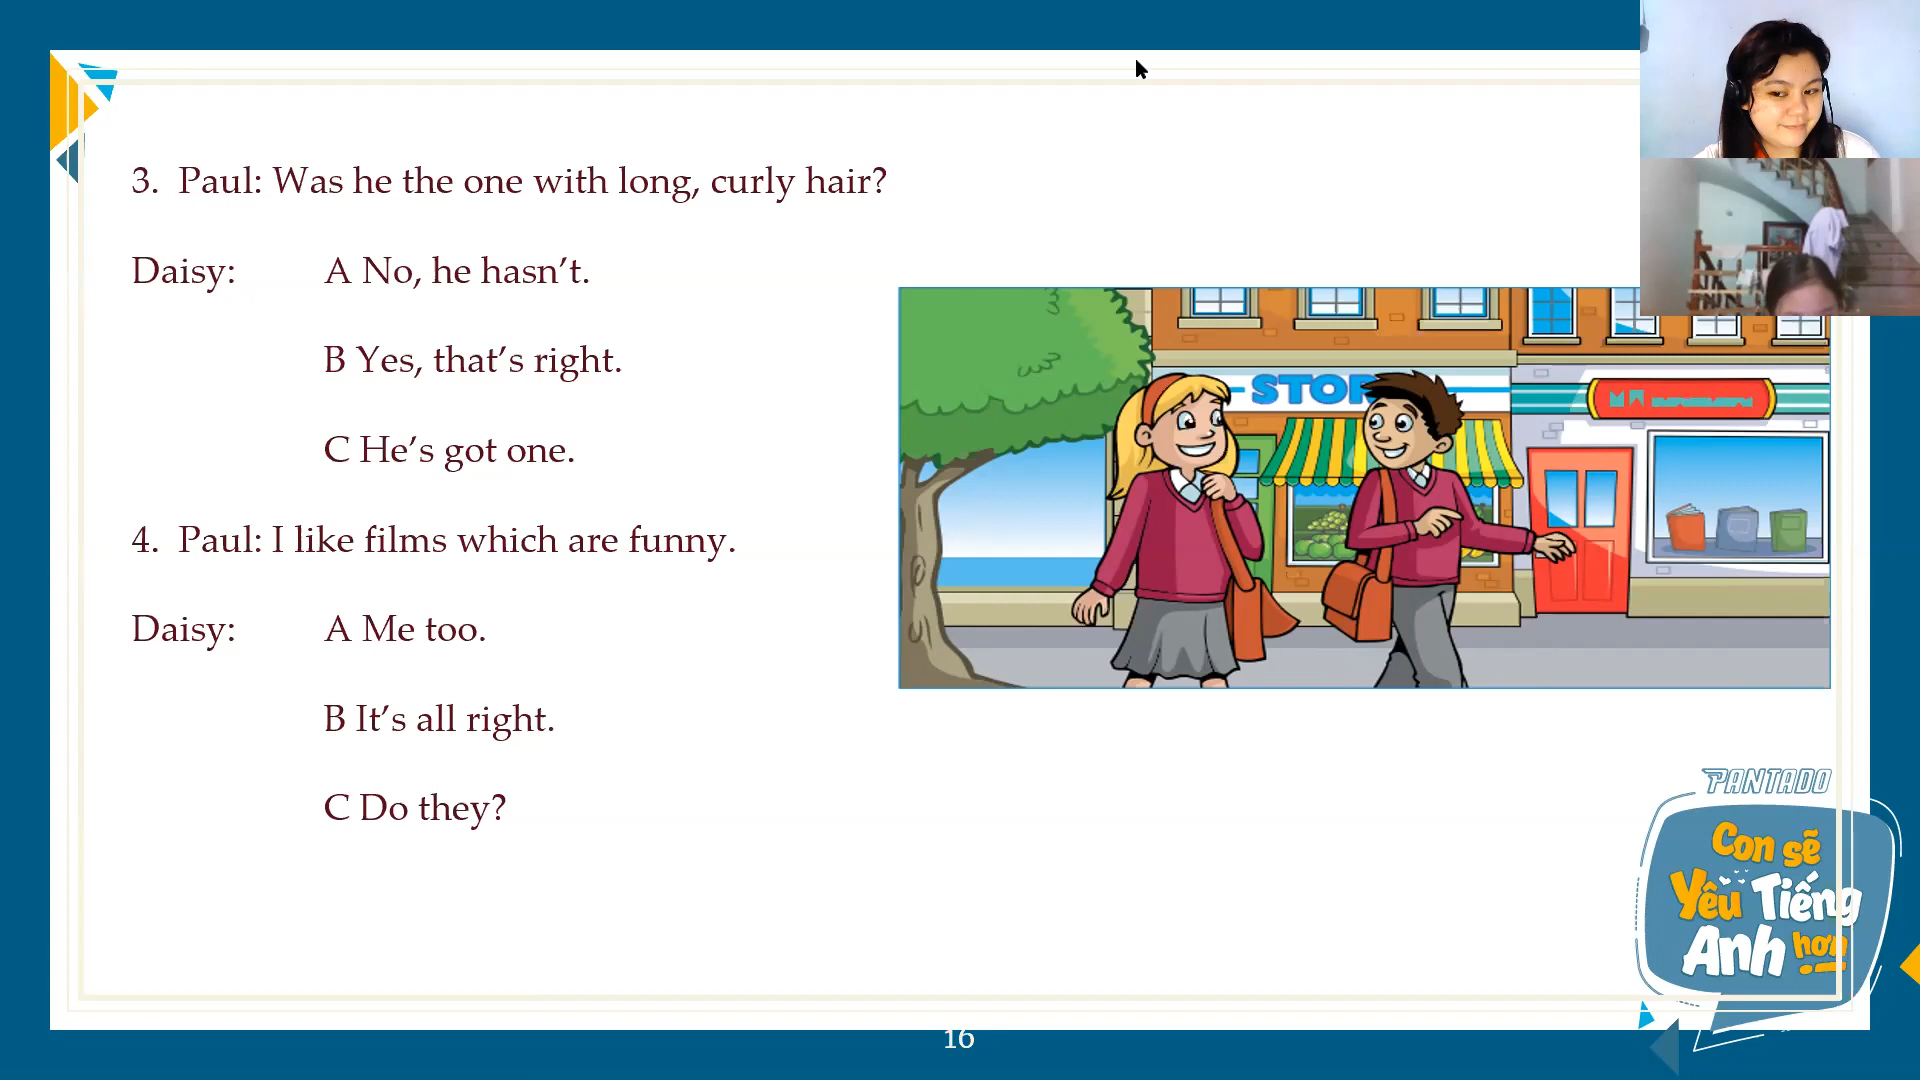 3. Paul: Was he the one with long, curly hair?
Daisy: A No, he hasn’t.
B Yes, that’s right.
C He’s got one.
4. Paul: I like films which are funny.
Daisy: A Me too.
B It’s all right.
C Do they?
STOR
PANTADO
Con sẽ
Yêu Tiếng
Anh hơn
16